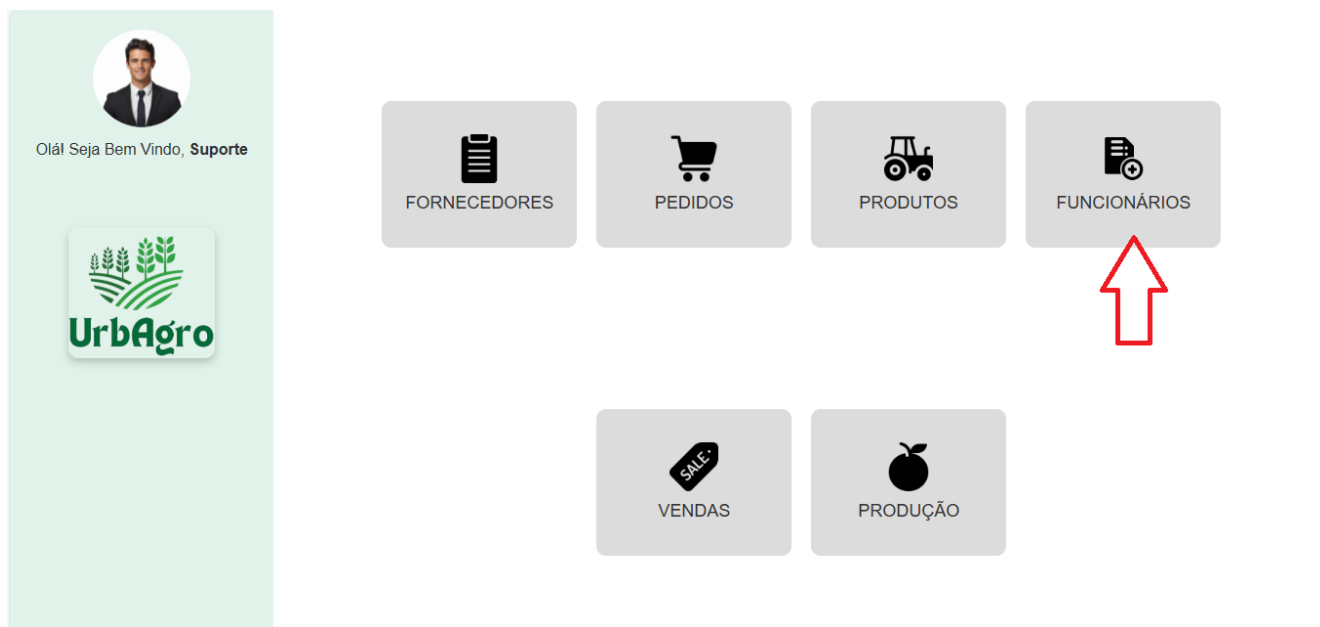 Olá! Seja Bem Vindo, Suporte
UrbAgro
FORNECEDORES
PEDIDOS
PRODUTOS
FUNCIONÁRIOS
SALE
VENDAS
PRODUÇÃO